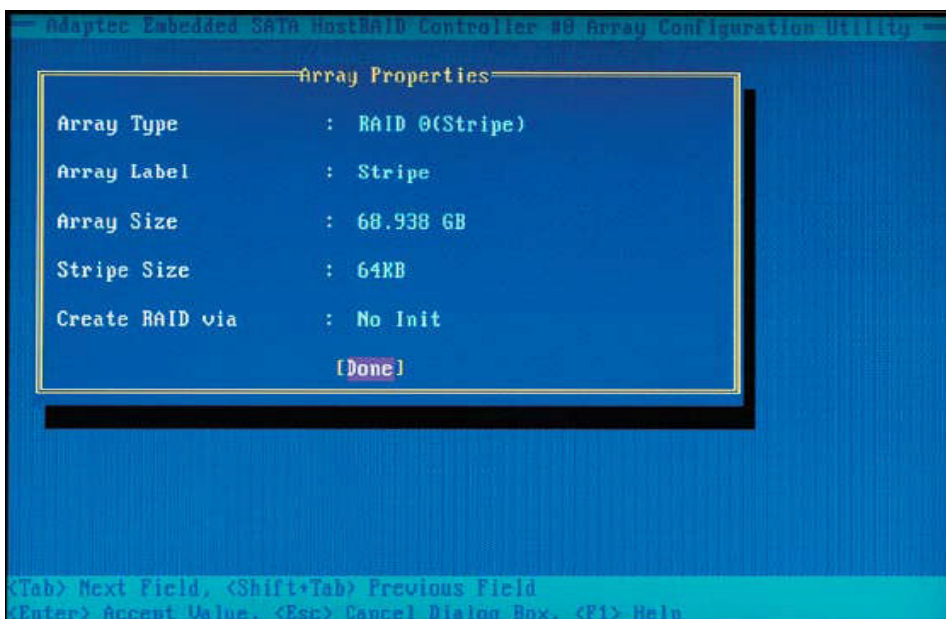 Adaptec Embedded SATA HostRAID Controller #0 Array Configuration Utility
Array Properties
Array Type : RAID 0(Stripe)
Array Label : Stripe
Array Size : 68.938 GB
Stripe Size : 64KB
Create RAID via : No Init
[Done]
<Tab> Next Field, <Shift+Tab> Previous Field
<Enter> Accept Value, <Esc> Cancel Dialog Box, <F1> Help